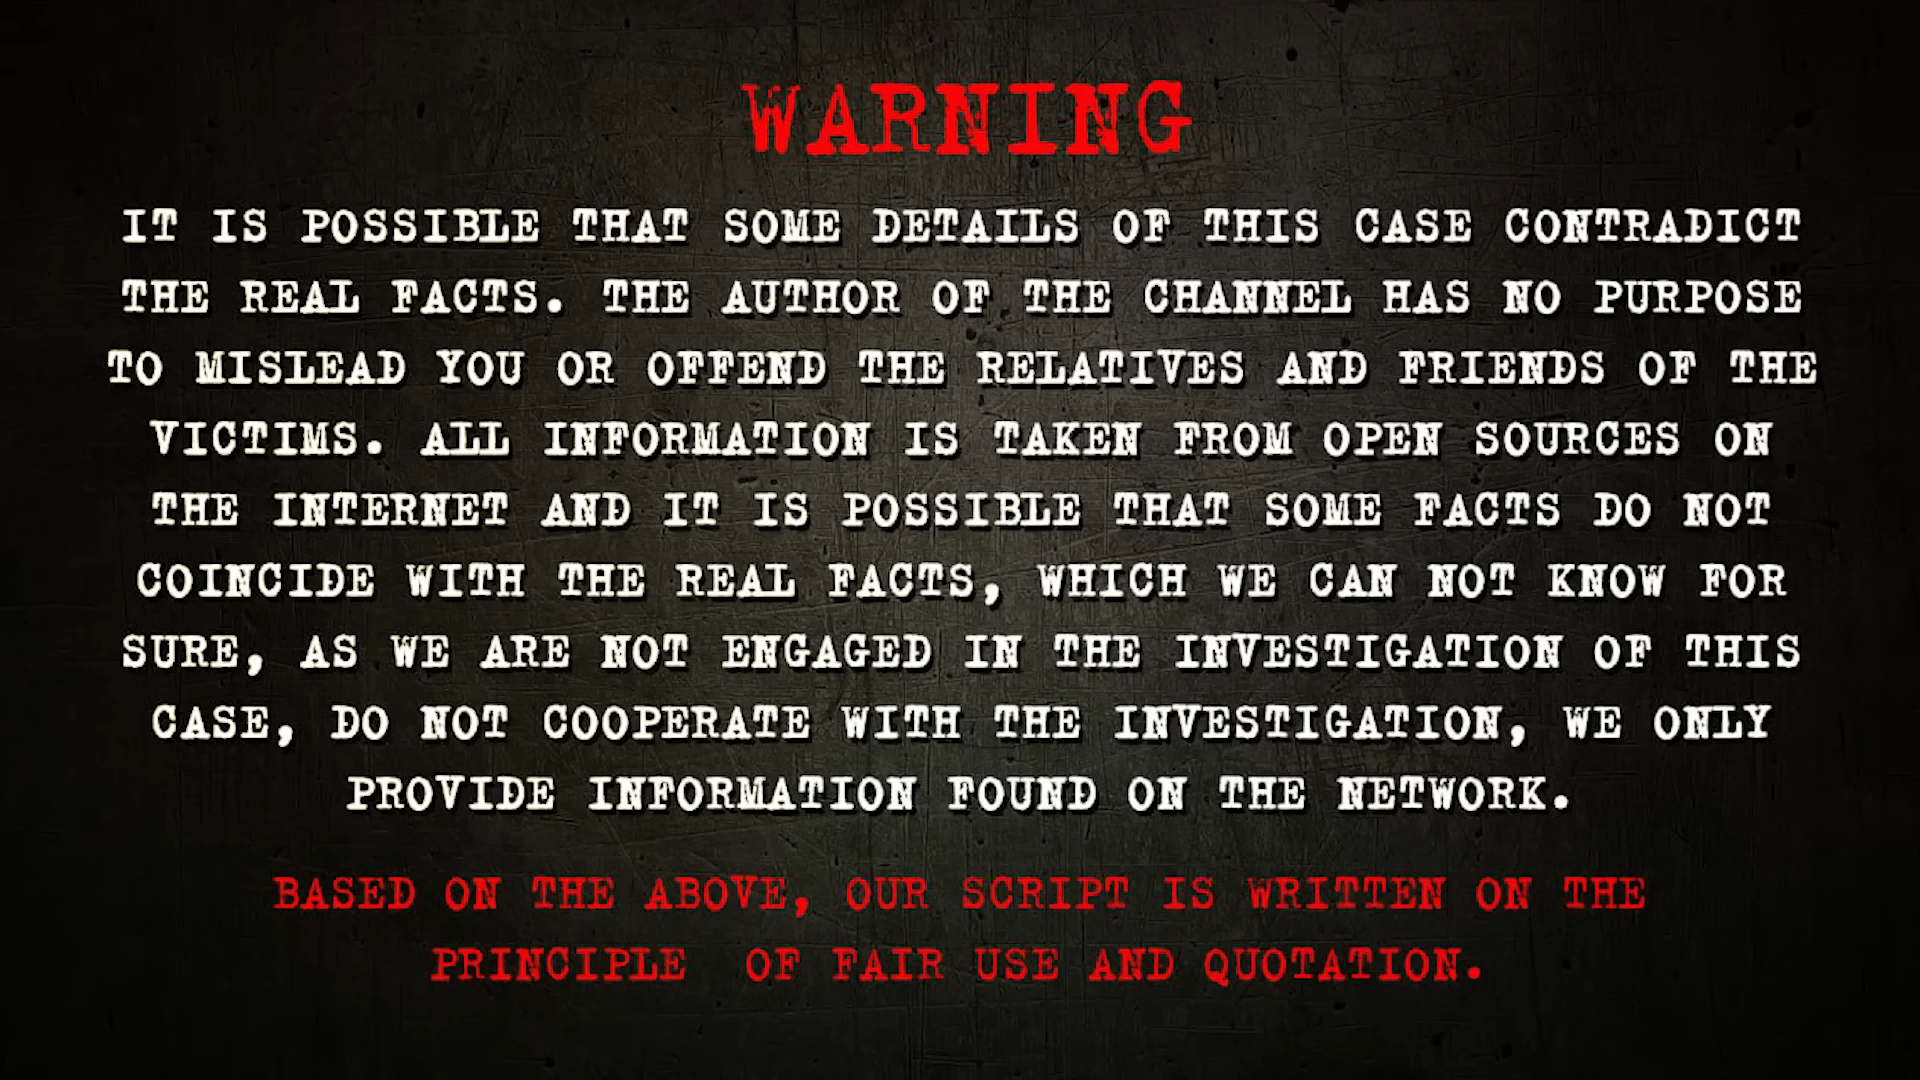 WARNING
IT IS POSSIBLE THAT SOME DETAILS OF THIS CASE CONTRADICT
THE REAL FACTS. THE AUTHOR OF THE CHANNEL HAS NO PURPOSE
TO MISLEAD YOU OR OFFEND THE RELATIVES AND FRIENDS OF THE
VICTIMS. ALL INFORMATION IS TAKEN FROM OPEN SOURCES ON
THE INTERNET AND IT IS POSSIBLE THAT SOME FACTS DO NOT
COINCIDE WITH THE REAL FACTS, WHICH WE CAN NOT KNOW FOR
SURE, AS WE ARE NOT ENGAGED IN THE INVESTIGATION OF THIS
CASE, DO NOT COOPERATE WITH THE INVESTIGATION, WE ONLY
PROVIDE INFORMATION FOUND ON THE NETWORK.
BASED ON THE ABOVE, OUR SCRIPT IS WRITTEN ON THE
PRINCIPLE OF FAIR USE AND QUOTATION.